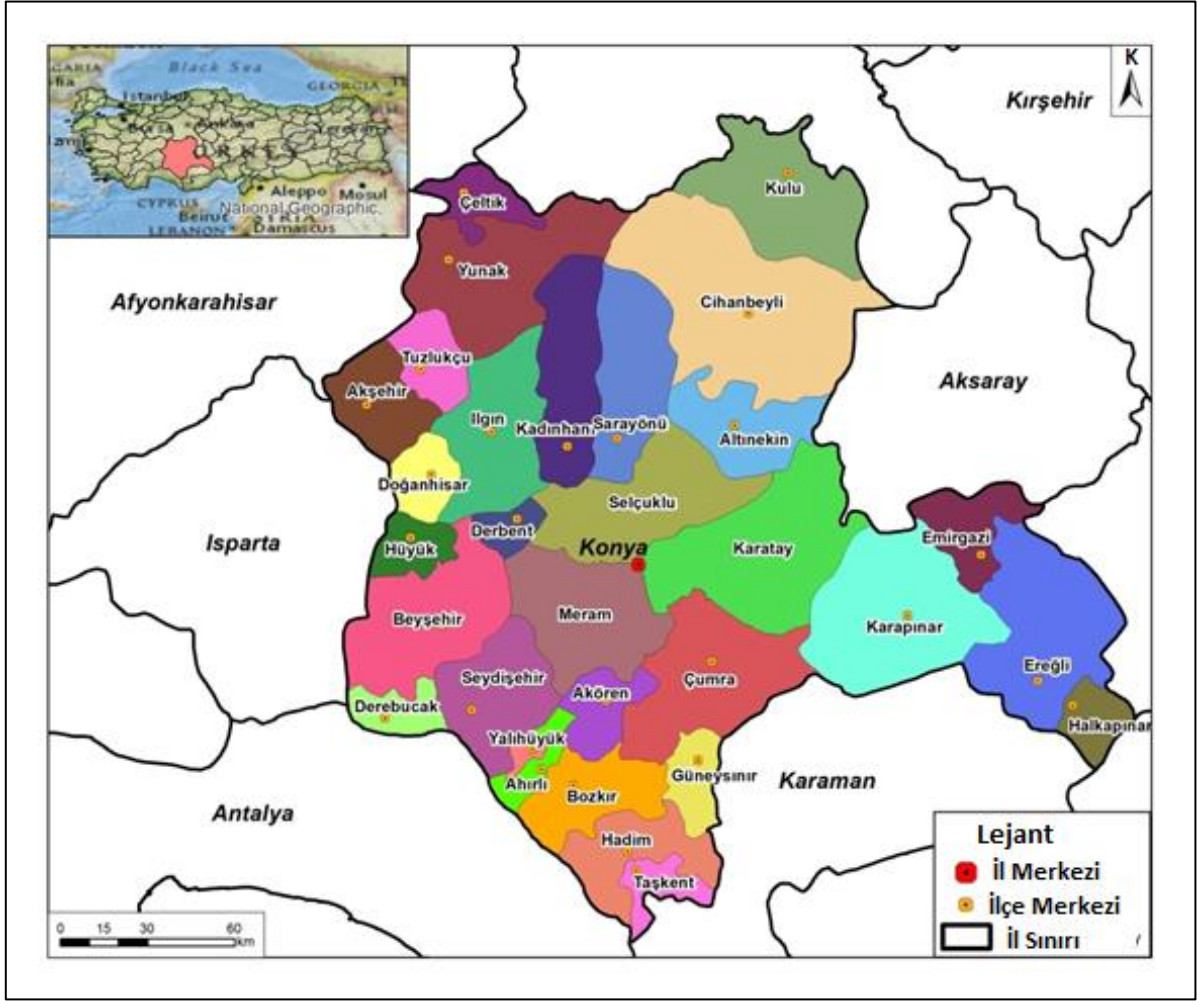 Black Sea
GEORGIA
Istanbul
Bursa
Ankara
Yerevan
CYPRUS
Aleppo
Mosul
Beirut
National Geographic,
SYRIA
LEBANON
Damascus
K
Kırşehir
Kulu
Çeltik
Yunak
Afyonkarahisar
Cihanbeyli
Tuzlukçu
Aksaray
Akşehir
Ilgın
Kadınhanı
Sarayönü
Altınekin
Doğanhisar
Selçuklu
Derbent
Emirgazi
Isparta
Hüyük
Konya
Karatay
Beyşehir
Meram
Karapınar
Seydişehir
Akören
Çumra
Ereğli
Derebucak
Halkapınar
Yalıhüyük
Ahırlı
Güneysınır
Karaman
Bozkır
Antalya
Hadim
Taşkent
Lejant
İl Merkezi
İlçe Merkezi
İl Sınırı
0 15 30 60
km